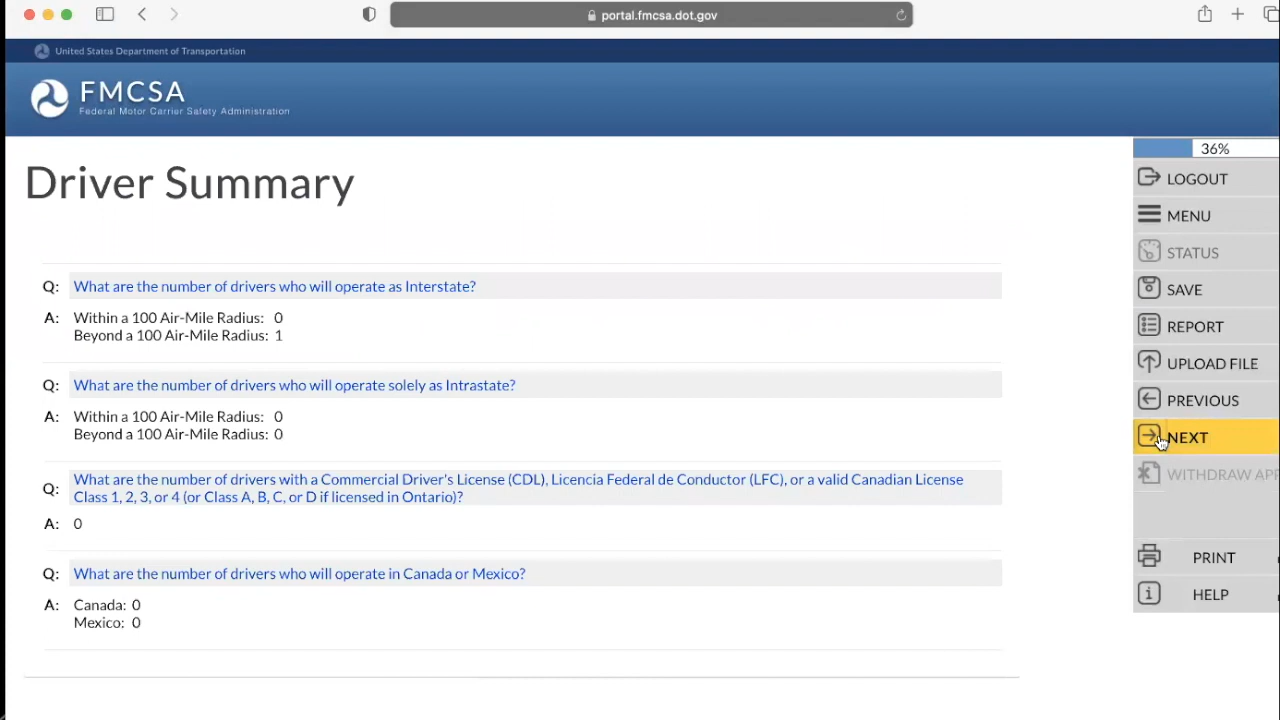 portal.fmcsa.dot.gov
United States Department of Transportation
FMCSA
Federal Motor Carrier Safety Administration
36%
Driver Summary
LOGOUT
MENU
STATUS
SAVE
REPORT
UPLOAD FILE
PREVIOUS
NEXT
WITHDRAW APP
PRINT
HELP
Q: What are the number of drivers who will operate as Interstate?
A: Within a 100 Air-Mile Radius: 0
Beyond a 100 Air-Mile Radius: 1
Q: What are the number of drivers who will operate solely as Intrastate?
A: Within a 100 Air-Mile Radius: 0
Beyond a 100 Air-Mile Radius: 0
Q: What are the number of drivers with a Commercial Driver's License (CDL), Licencia Federal de Conductor (LFC), or a valid Canadian License
Class 1, 2, 3, or 4 (or Class A, B, C, or D if licensed in Ontario)?
A: 0
Q: What are the number of drivers who will operate in Canada or Mexico?
A: Canada: 0
Mexico: 0